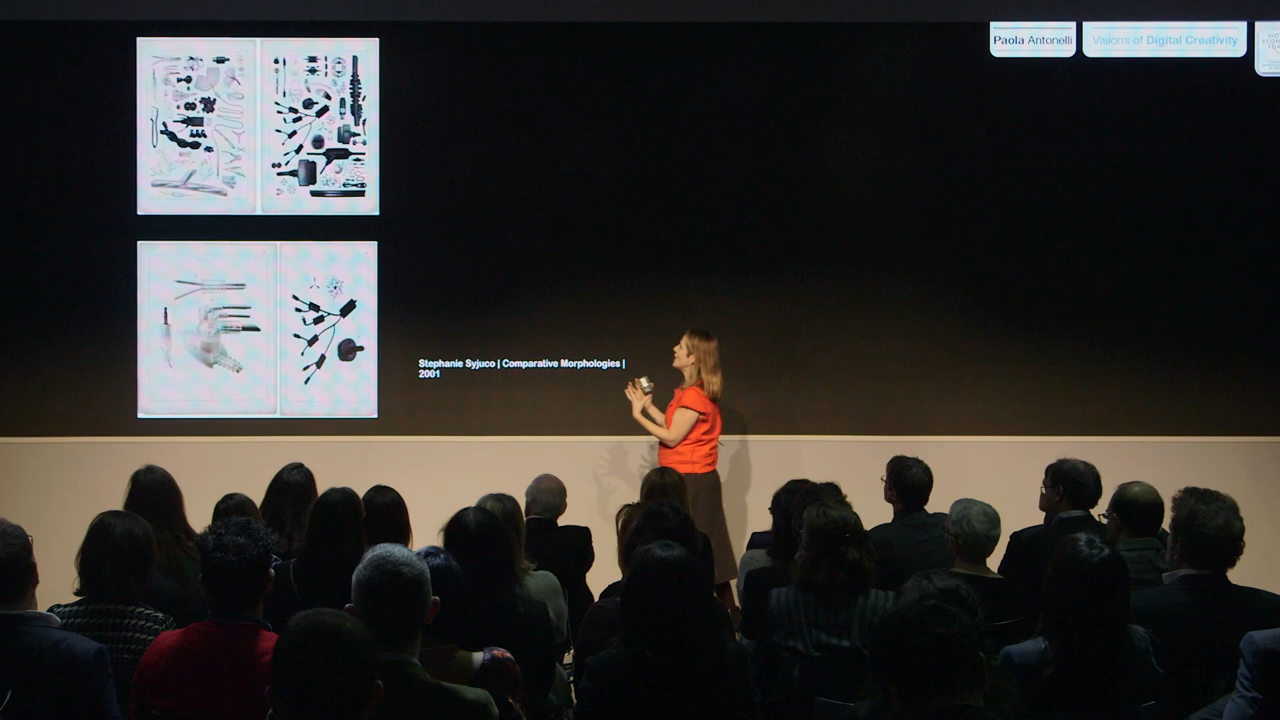 Paola Antonelli
Visions of Digital Creativity
Stephanie Syjuco | Comparative Morphologies |
2001